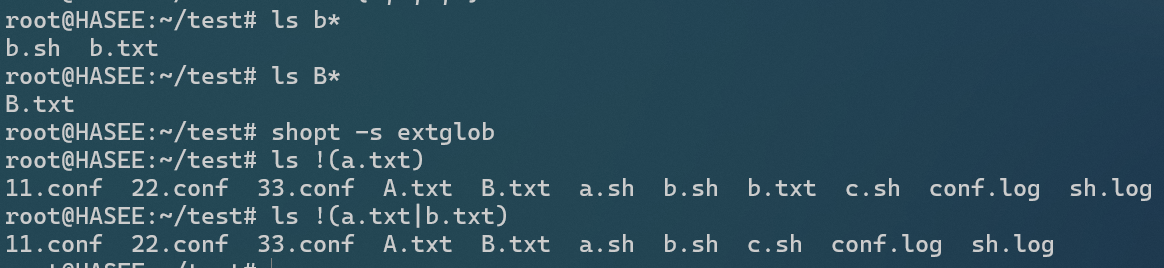 root@HASEE:~/test# ls b*
b.sh  b.txt
root@HASEE:~/test# ls B*
B.txt
root@HASEE:~/test# shopt -s extglob
root@HASEE:~/test# ls !(a.txt)
11.conf  22.conf  33.conf  A.txt  B.txt  a.sh  b.sh  b.txt  c.sh  conf.log  sh.log
root@HASEE:~/test# ls !(a.txt|b.txt)
11.conf  22.conf  33.conf  A.txt  B.txt  a.sh  b.sh  c.sh  conf.log  sh.log